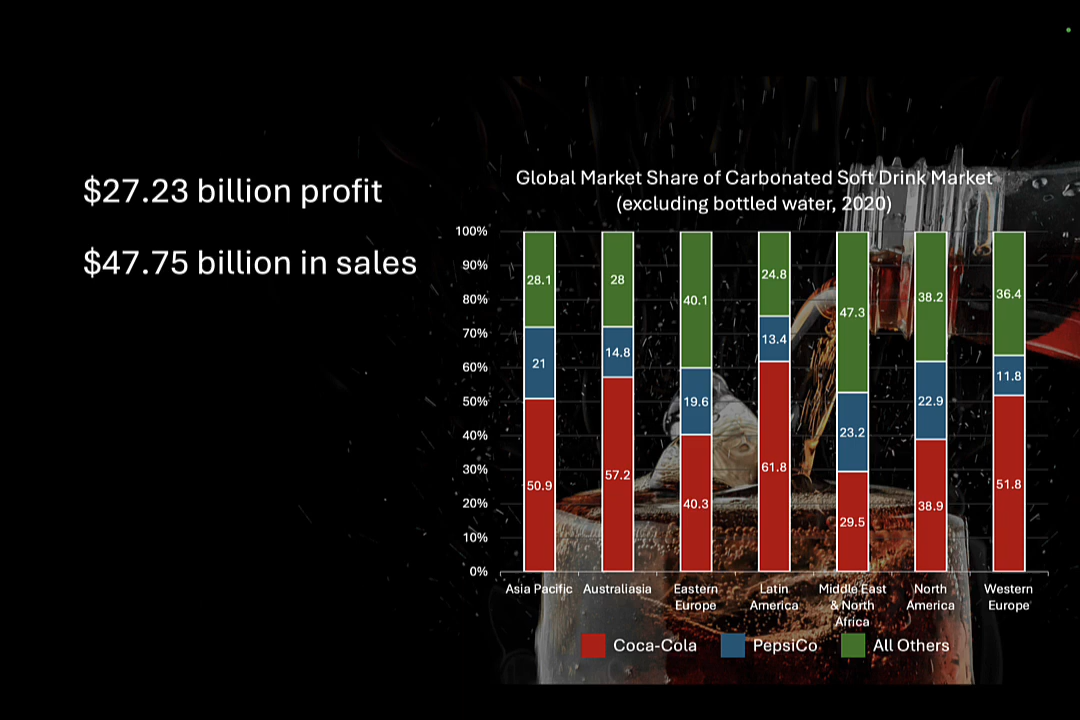 $27.23 billion profit
$47.75 billion in sales
Global Market Share of Carbonated Soft Drink Market
(excluding bottled water, 2020)
100%
90%
80%
70%
60%
50%
40%
30%
20%
10%
0%
28.1
21
50.9
28
14.8
57.2
40.1
19.6
40.3
24.8
13.4
61.8
47.3
23.2
29.5
38.2
22.9
38.9
36.4
11.8
51.8
Asia Pacific
Australiasia
Eastern
Europe
Latin
America
Middle East
& North
Africa
North
America
Western
Europe
Coca-Cola
PepsiCo
All Others